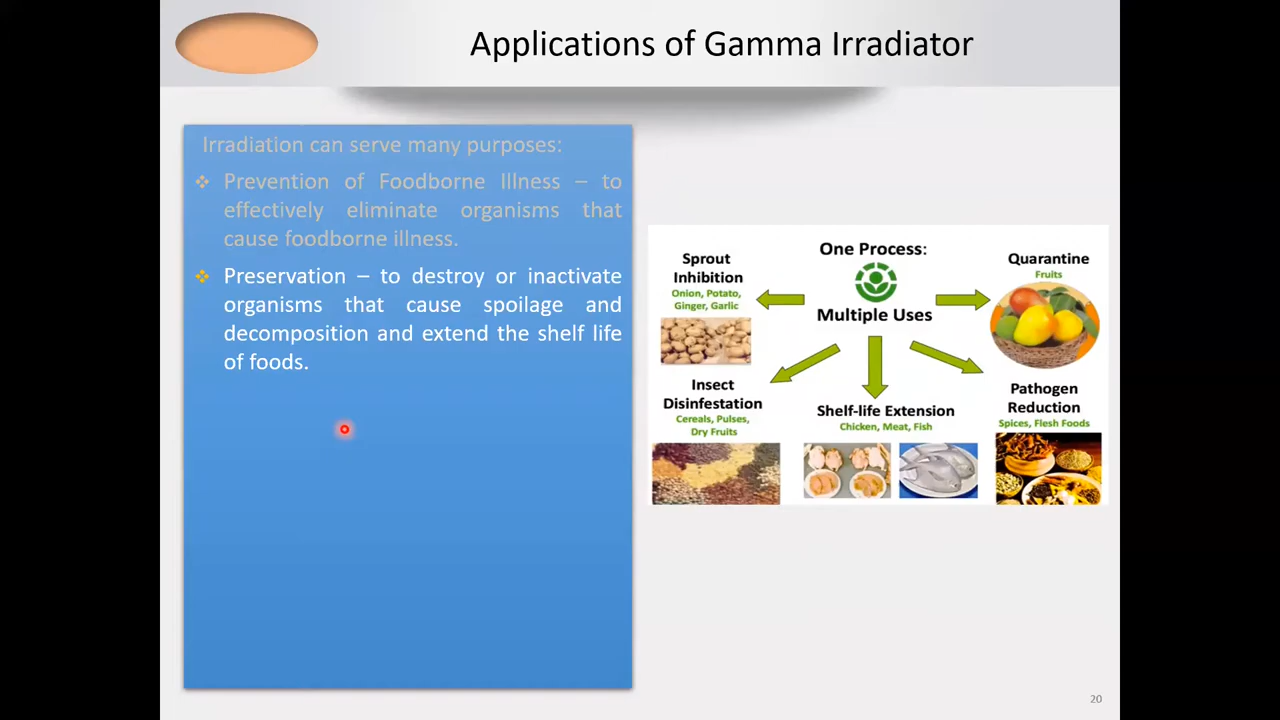 Applications of Gamma Irradiator
Irradiation can serve many purposes:
❖ Prevention of Foodborne Illness – to
effectively eliminate organisms that
cause foodborne illness.
❖ Preservation – to destroy or inactivate
organisms that cause spoilage and
decomposition and extend the shelf life
of foods.
One Process:
Multiple Uses
Sprout
Inhibition
Onion, Potato,
Ginger, Garlic
Quarantine
Fruits
Insect
Disinfestation
Cereals, Pulses,
Dry Fruits
Shelf-life Extension
Chicken, Meat, Fish
Pathogen
Reduction
Spices, Flesh Foods
20